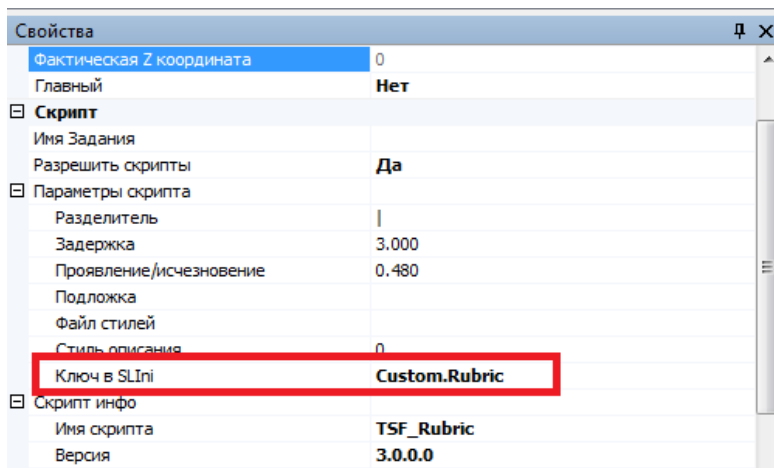 Свойства
Фактическая Z координата 0
Главный Нет
Скрипт
Имя Задания
Разрешить скрипты Да
Параметры скрипта
Разделитель |
Задержка 3.000
Проявление/исчезновение 0.480
Подложка
Файл стилей
Стиль описания 0
Ключ в SLIni Custom.Rubric
Скрипт инфо
Имя скрипта TSF_Rubric
Версия 3.0.0.0